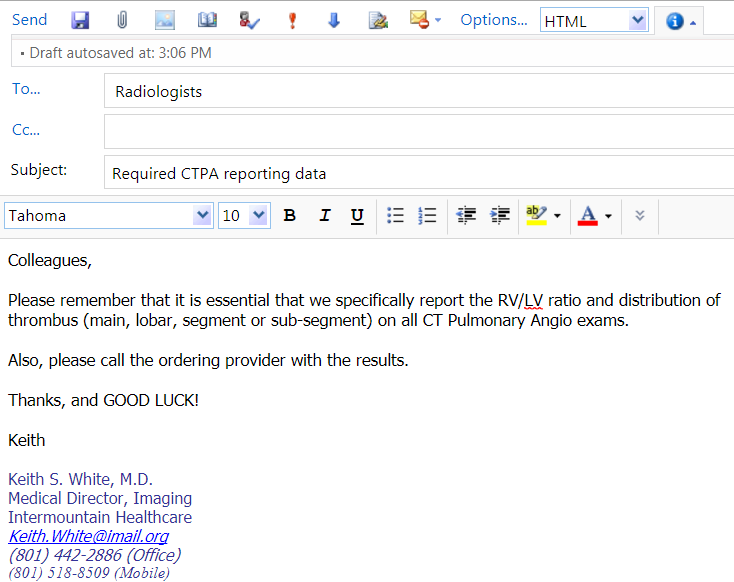 Send Options... HTML
• Draft autosaved at: 3:06 PM
To... Radiologists
Cc...
Subject: Required CTPA reporting data
Tahoma 10 B I U ab A
Colleagues,
Please remember that it is essential that we specifically report the RV/LV ratio and distribution of
thrombus (main, lobar, segment or sub-segment) on all CT Pulmonary Angio exams.
Also, please call the ordering provider with the results.
Thanks, and GOOD LUCK!
Keith
Keith S. White, M.D.
Medical Director, Imaging
Intermountain Healthcare
Keith.White@imail.org
(801) 442-2886 (Office)
(801) 518-8509 (Mobile)